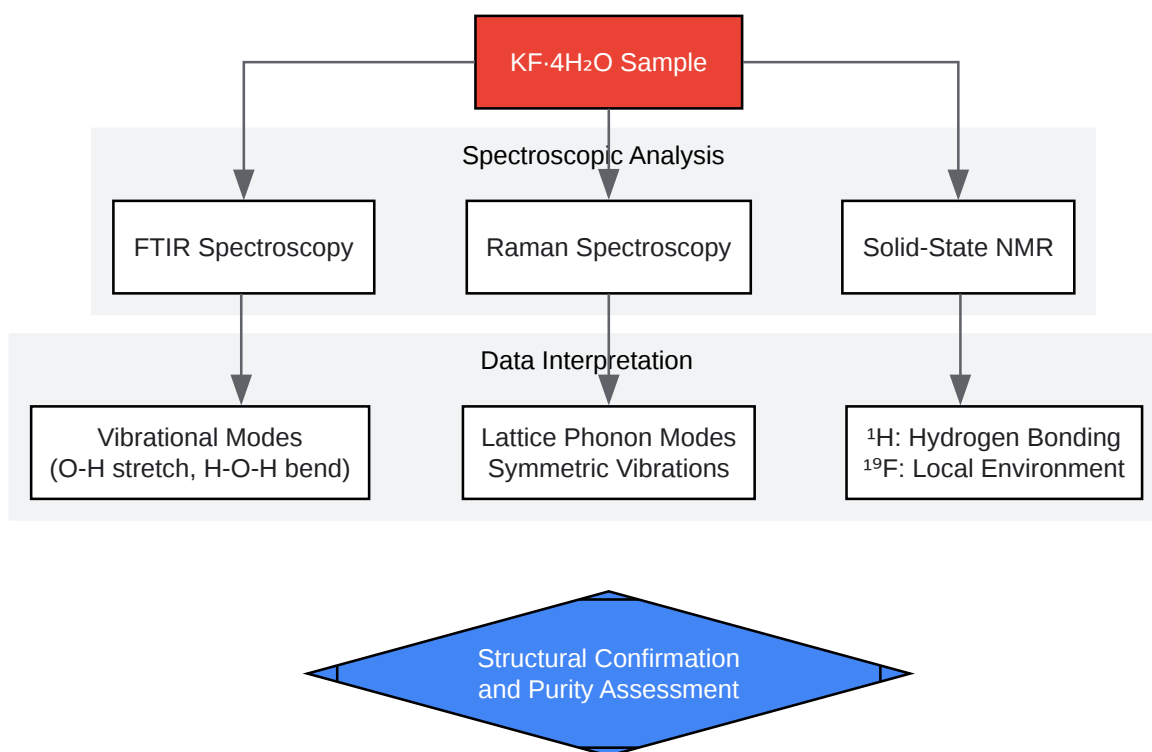 KF·4H₂O Sample
Spectroscopic Analysis
FTIR Spectroscopy
Raman Spectroscopy
Solid-State NMR
Data Interpretation
Vibrational Modes
(O-H stretch, H-O-H bend)
Lattice Phonon Modes
Symmetric Vibrations
¹H: Hydrogen Bonding
¹⁹F: Local Environment
Structural Confirmation
and Purity Assessment